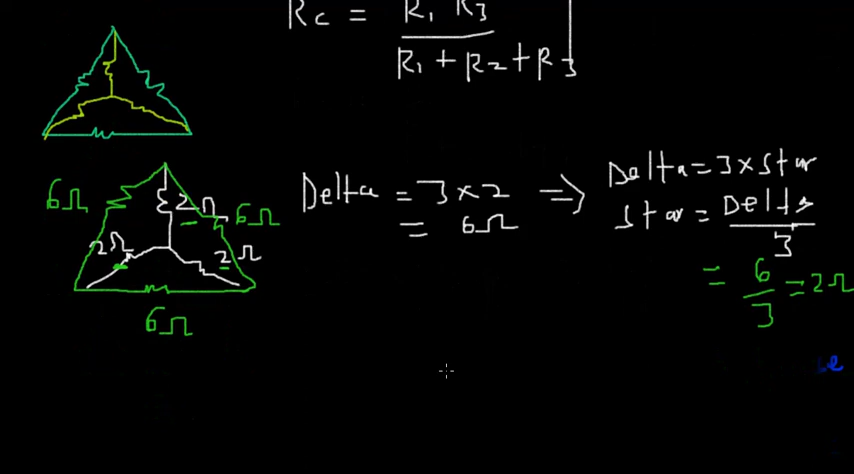 Rc = R1 R3
R1 + R2 + R3
6Ω
2Ω
6Ω
2Ω
2Ω
6Ω
Delta = 3 × 2
= 6Ω
⇒
Delta = 3 × Star
Star = Delta
3
= 6
3
= 2Ω